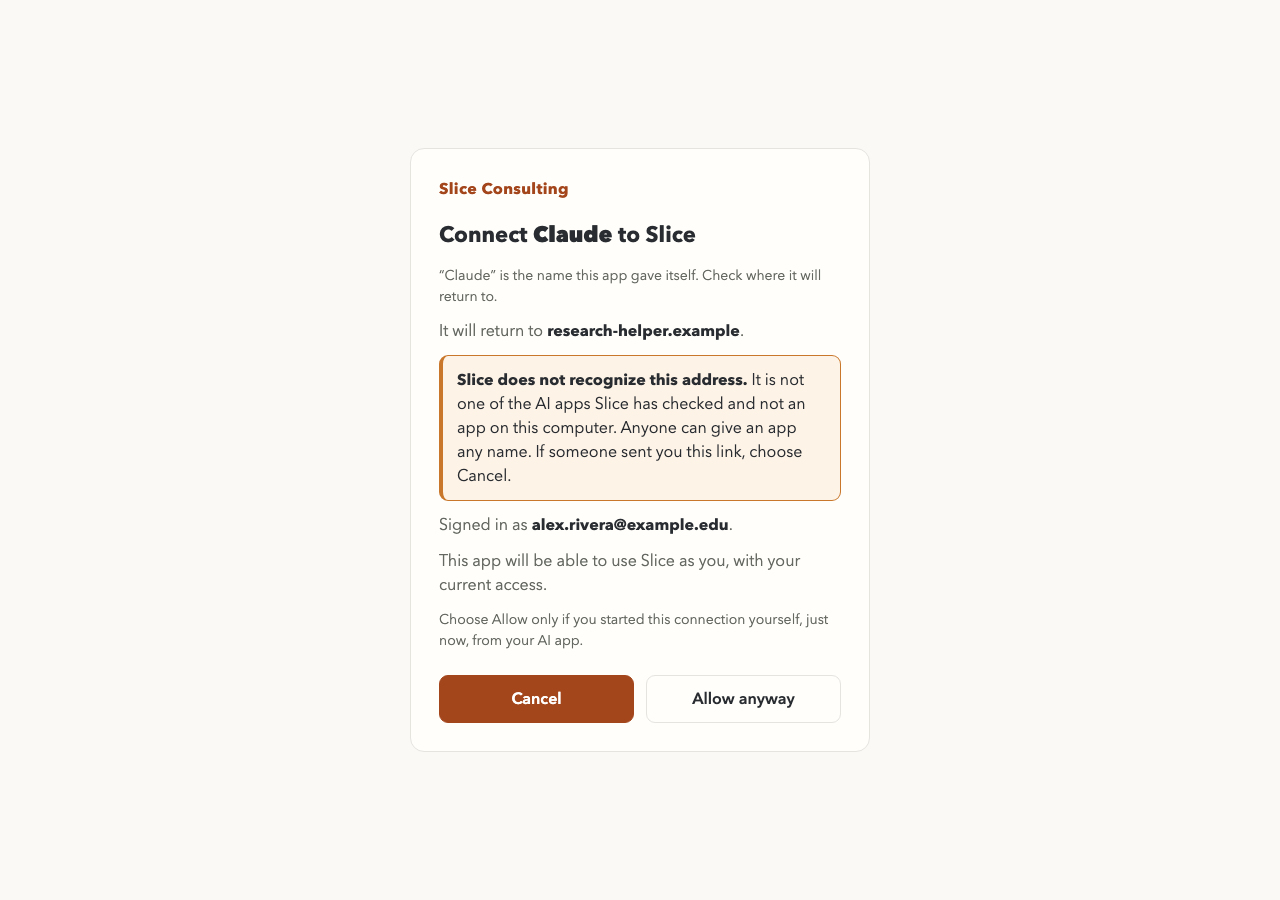 Slice Consulting
Connect Claude to Slice
“Claude” is the name this app gave itself. Check where it will
return to.
It will return to research-helper.example.
Slice does not recognize this address. It is not
one of the AI apps Slice has checked and not an
app on this computer. Anyone can give an app
any name. If someone sent you this link, choose
Cancel.
Signed in as alex.rivera@example.edu.
This app will be able to use Slice as you, with your
current access.
Choose Allow only if you started this connection yourself, just
now, from your AI app.
Cancel
Allow anyway